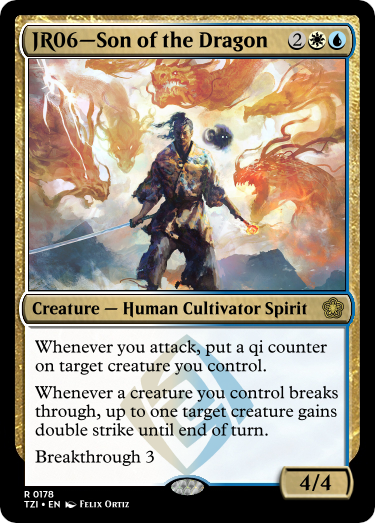 JR06—Son of the Dragon 2
Creature — Human Cultivator Spirit
Whenever you attack, put a qi counter
on target creature you control.
Whenever a creature you control breaks
through, up to one target creature gains
double strike until end of turn.
Breakthrough 3
4/4
R 0178
TZI • EN Felix Ortiz